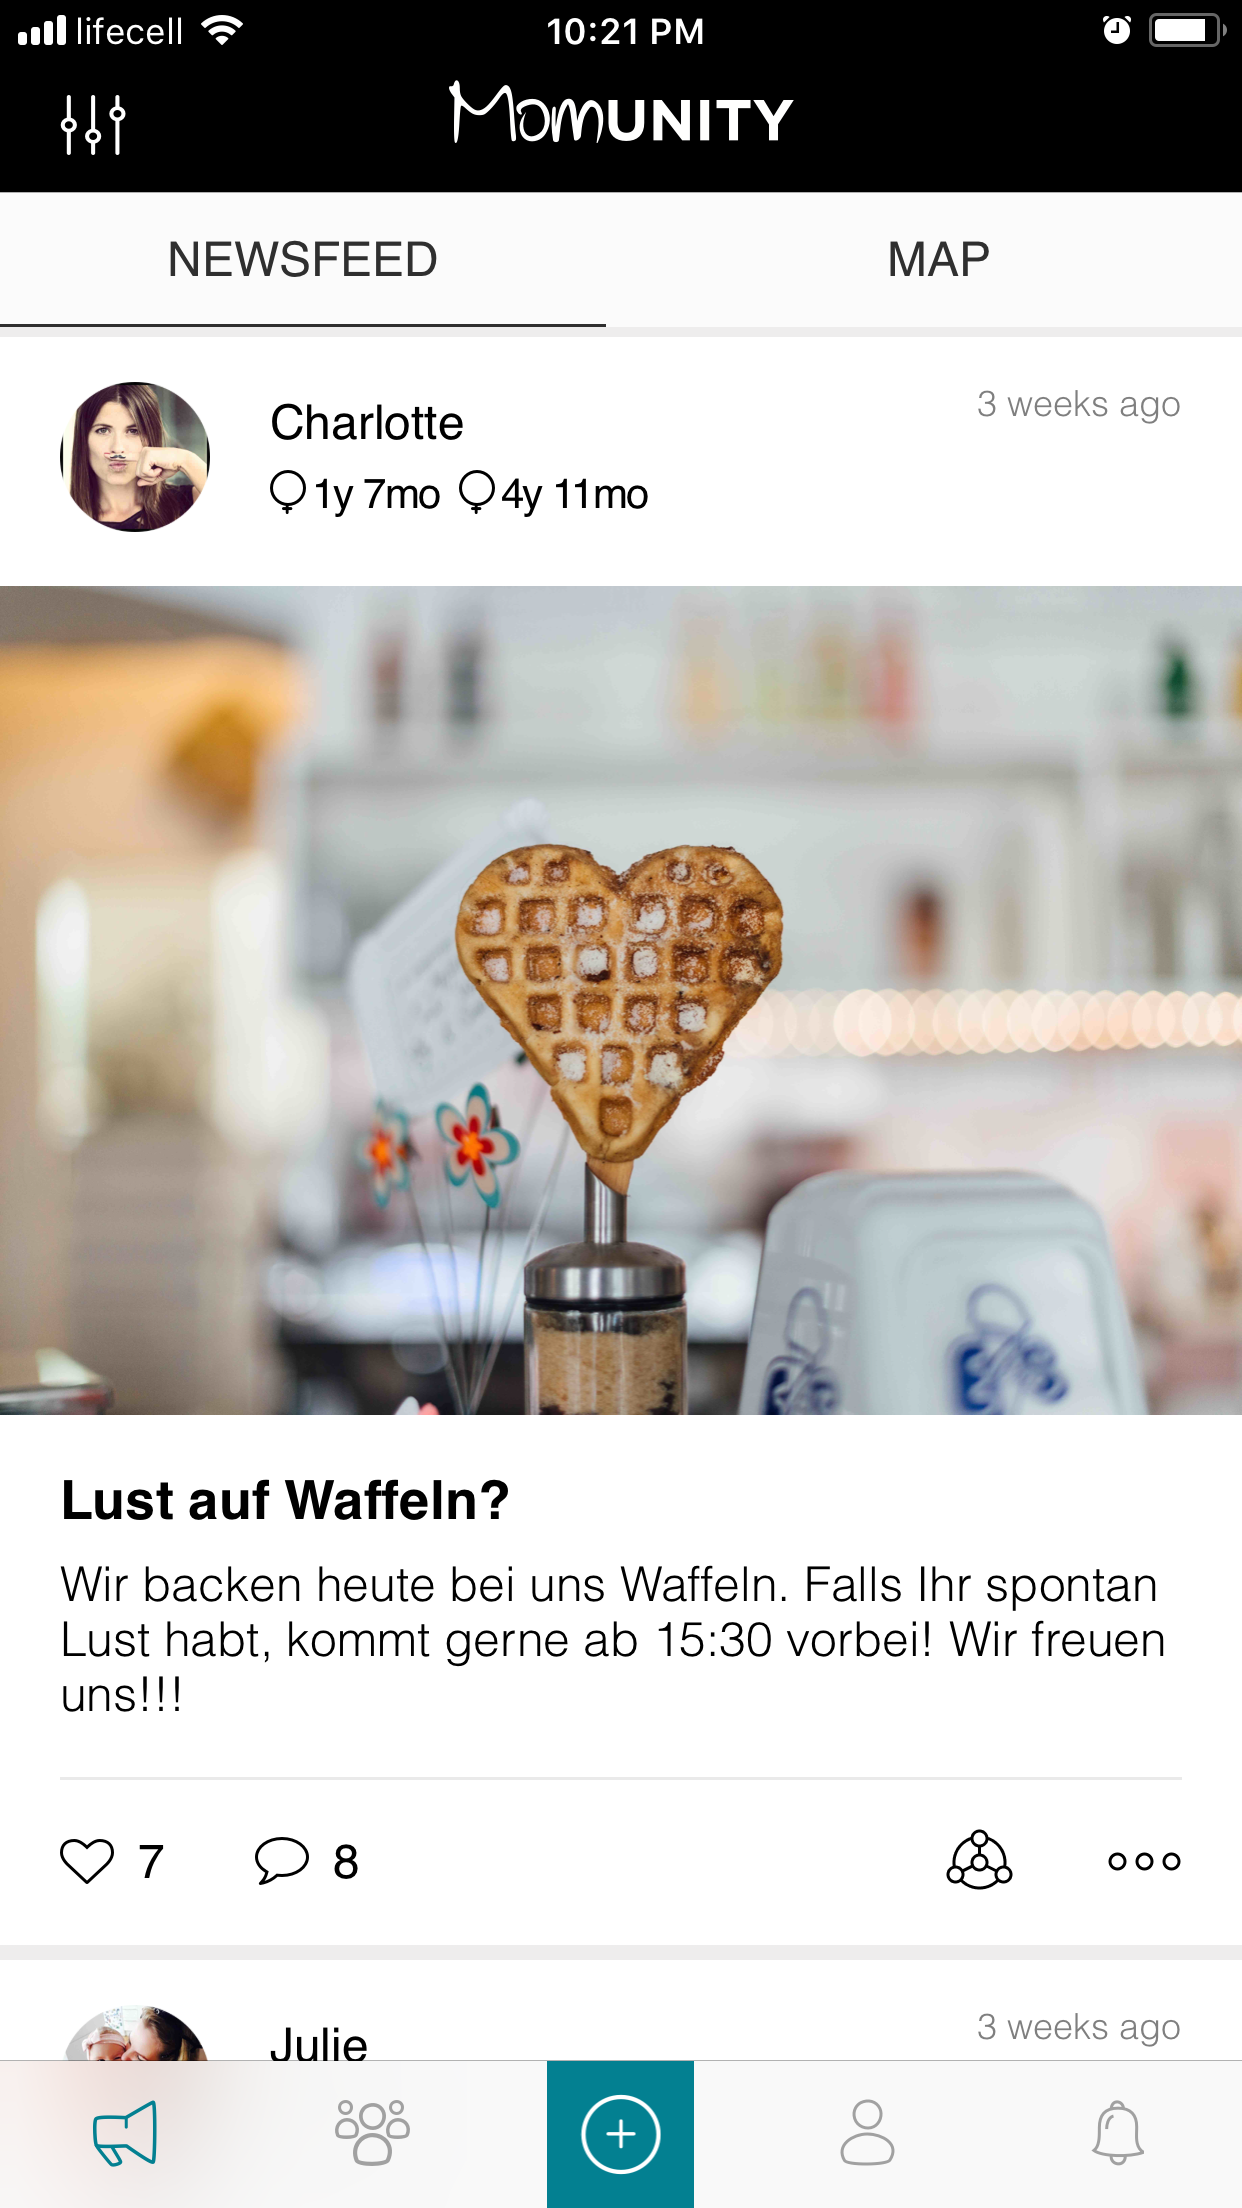 lifecell
10:21 PM
MomUNITY
NEWSFEED
MAP
Charlotte
3 weeks ago
1y 7mo 4y 11mo
Lust auf Waffeln?
Wir backen heute bei uns Waffeln. Falls Ihr spontan
Lust habt, kommt gerne ab 15:30 vorbei! Wir freuen
uns!!!
7
8
Julie
3 weeks ago